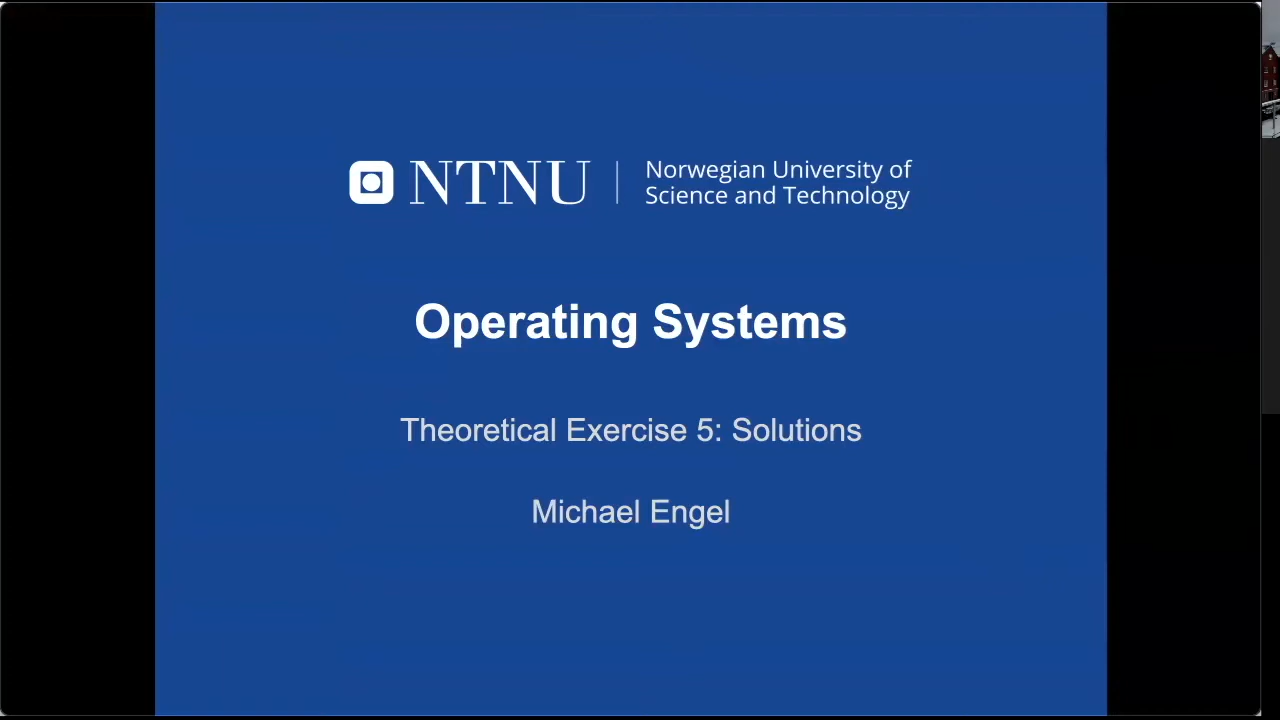 NTNU
Norwegian University of
Science and Technology
Operating Systems
Theoretical Exercise 5: Solutions
Michael Engel